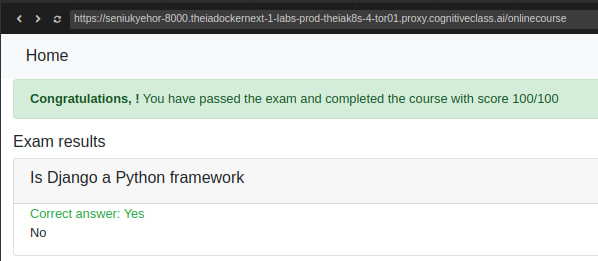 https://seniukyehor-8000.theiadockernext-1-labs-prod-theiak8s-4-tor01.proxy.cognitiveclass.ai/onlinecourse
Home
Congratulations, ! You have passed the exam and completed the course with score 100/100
Exam results
Is Django a Python framework
Correct answer: Yes
No